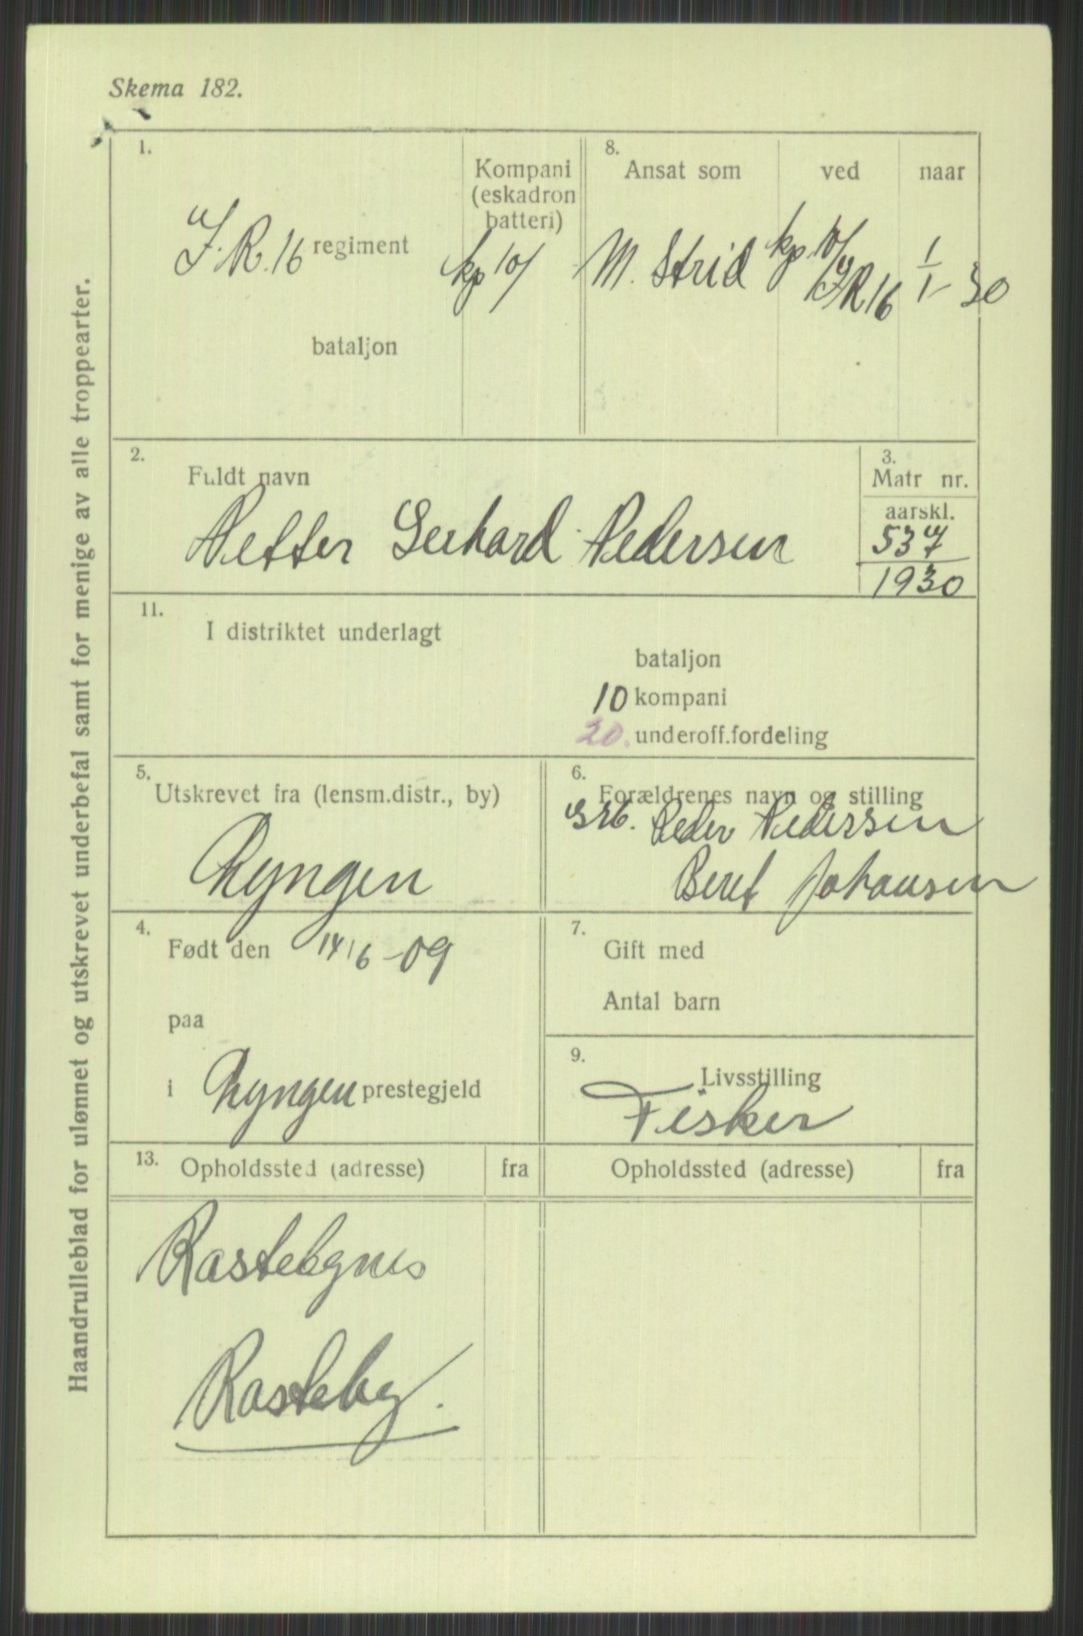 Skema 182.
Haandrulleblad for ulønnet og utskrevet underbefal samt for menige av alle troppearter.
1.
I.R. 16 regiment
bataljon
Kompani
(eskadron
batteri)
kp 10/
8.
Ansat som
M. Strid
ved
kp. 10/
I.R 16
naar
1/1 - 30
2.
Fuldt navn
Petter Gerhard Pedersen
3.
Matr nr.
aarskl.
537
1930
11.
I distriktet underlagt
bataljon
10 kompani
20. underoff.fordeling
5.
Utskrevet fra (lensm.distr., by)
Lyngen
6.
Forældrenes navn og stilling
Peder Pedersen
Beret Johansen
4.
Født den 14/6 - 09
paa
i Lyngen prestegjeld
7.
Gift med
Antal barn
9.
Livsstilling
Fisker
13.
Opholdssted (adresse)
fra
Opholdssted (adresse)
fra
Rastebynes
Rasteby.